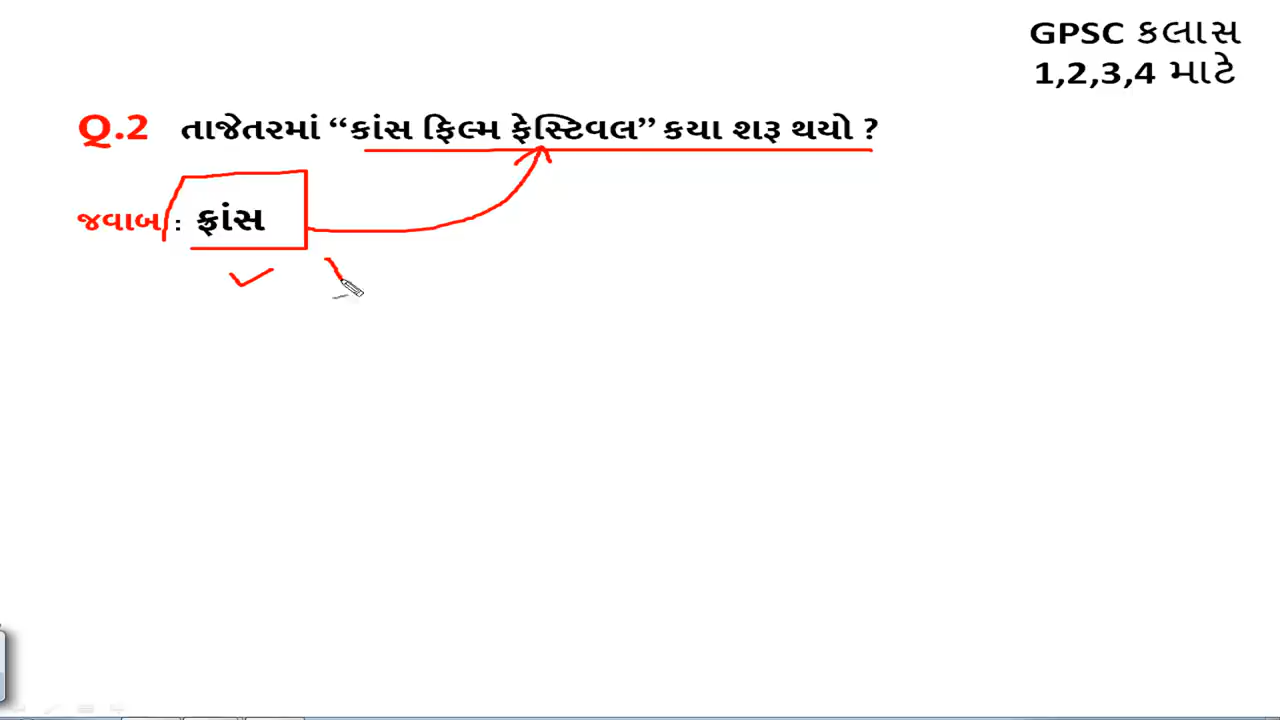 GPSC કલાસ
1,2,3,4 માટે
Q.2 તાજેતરમાં “કાંસ ફિલ્મ ફેસ્ટિવલ” કયા શરૂ થયો ?
જવાબ : ફ્રાંસ